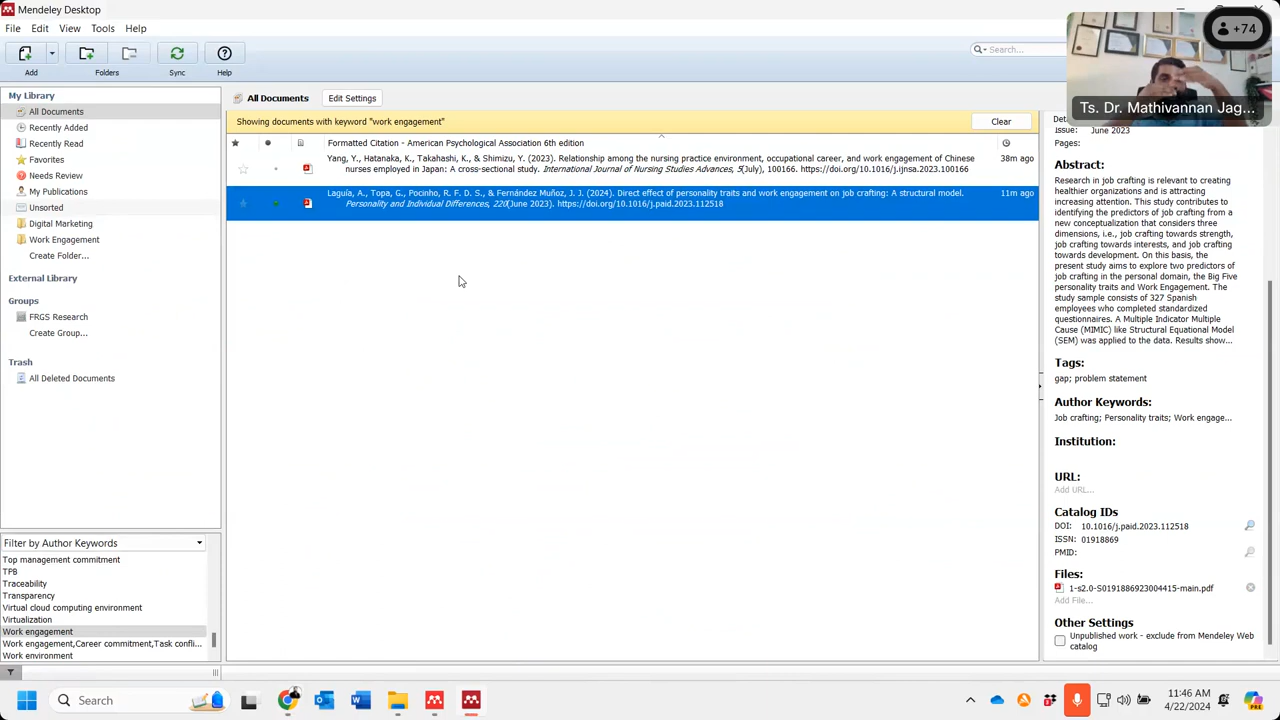 Mendeley Desktop
File Edit View Tools Help
+74
Search...
Add Folders Sync Help
Ts. Dr. Mathivannan Jag...
My Library
All Documents
Recently Added
Recently Read
Favorites
Needs Review
My Publications
Unsorted
Digital Marketing
Work Engagement
Create Folder...
External Library
Groups
FRGS Research
Create Group...
Trash
All Deleted Documents
Filter by Author Keywords
Top management commitment
TPB
Traceability
Transparency
Virtual cloud computing environment
Virtualization
Work engagement
Work engagement,Career commitment,Task confli...
Work environment
All Documents Edit Settings
Showing documents with keyword "work engagement" Clear
Formatted Citation - American Psychological Association 6th edition
Yang, Y., Hatanaka, K., Takahashi, K., & Shimizu, Y. (2023). Relationship among the nursing practice environment, occupational career, and work engagement of Chinese 38m ago
nurses employed in Japan: A cross-sectional study. International Journal of Nursing Studies Advances, 5(July), 100166. https://doi.org/10.1016/j.ijnsa.2023.100166
Laguía, A., Topa, G., Pocinho, R. F. D. S., & Fernández Muñoz, J. J. (2024). Direct effect of personality traits and work engagement on job crafting: A structural model. 11m ago
Personality and Individual Differences, 220(June 2023). https://doi.org/10.1016/j.paid.2023.112518
Issue: June 2023
Pages:
Abstract:
Research in job crafting is relevant to creating
healthier organizations and is attracting
increasing attention. This study contributes to
identifying the predictors of job crafting from a
new conceptualization that considers three
dimensions, i.e., job crafting towards strength,
job crafting towards interests, and job crafting
towards development. On this basis, the
present study aims to explore two predictors of
job crafting in the personal domain, the Big Five
personality traits and Work Engagement. The
study sample consists of 327 Spanish
employees who completed standardized
questionnaires. A Multiple Indicator Multiple
Cause (MIMIC) like Structural Equational Model
(SEM) was applied to the data. Results show...
Tags:
gap; problem statement
Author Keywords:
Job crafting; Personality traits; Work engage...
Institution:
URL:
Add URL...
Catalog IDs
DOI: 10.1016/j.paid.2023.112518
ISSN: 01918869
PMID:
Files:
1-s2.0-S0191886923004415-main.pdf
Add File...
Other Settings
Unpublished work - exclude from Mendeley Web
catalog
Search
11:46 AM
4/22/2024